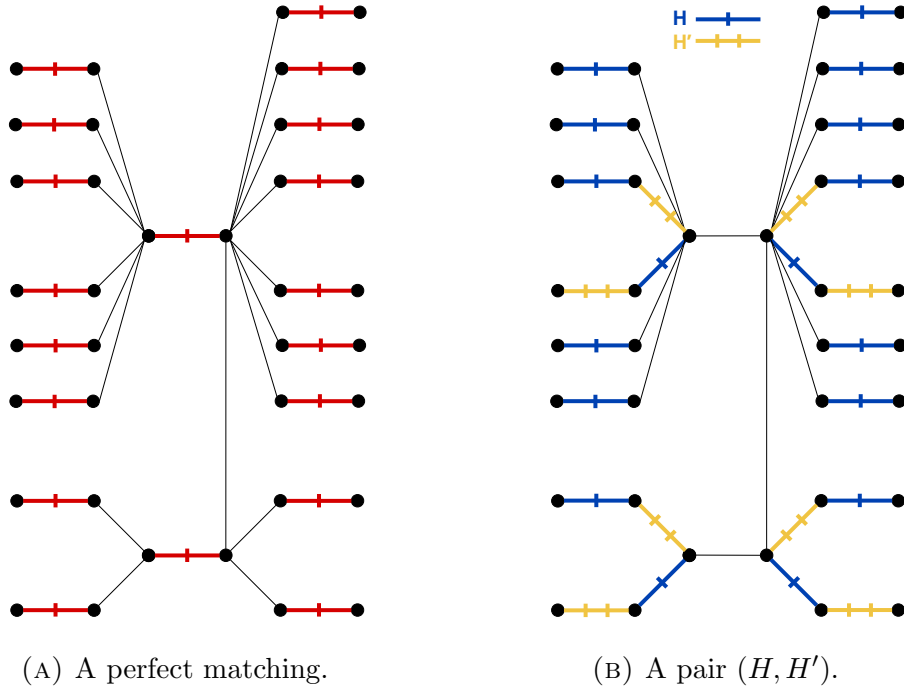 H
H′
(A) A perfect matching.
(B) A pair (H, H′).